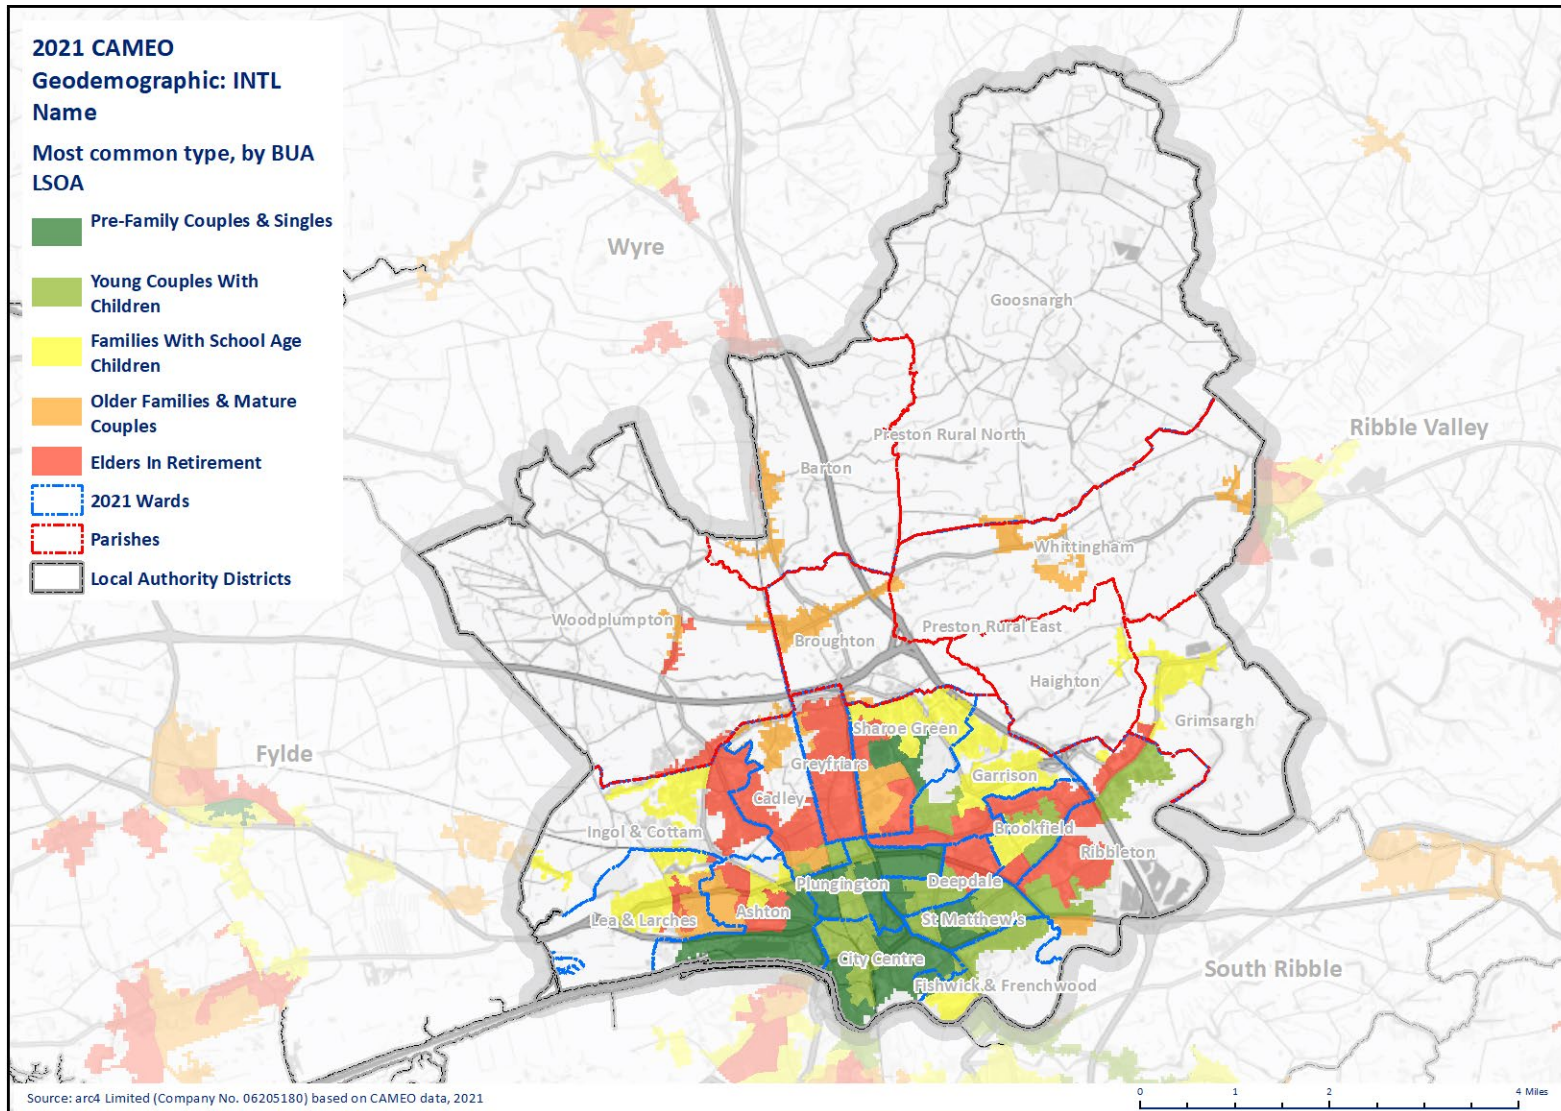 2021 CAMEO
Geodemographic: INTL
Name
Most common type, by BUA
LSOA
Pre-Family Couples & Singles
Young Couples With
Children
Families With School Age
Children
Older Families & Mature
Couples
Elders In Retirement
2021 Wards
Parishes
Local Authority Districts
Wyre
Goosnargh
Ribble Valley
Preston Rural North
Barton
Whittingham
Woodplumpton
Preston Rural East
Broughton
Haighton
Grimsargh
Sharoe Green
Fylde
Greyfriars
Garrison
Cadley
Ingol & Cottam
Brookfield
Ribbleton
Plungington
Deepdale
Lea & Larches
Ashton
St Matthew's
City Centre
South Ribble
Fishwick & Frenchwood
Source: arc4 Limited (Company No. 06205180) based on CAMEO data, 2021
0 1 2 4 Miles